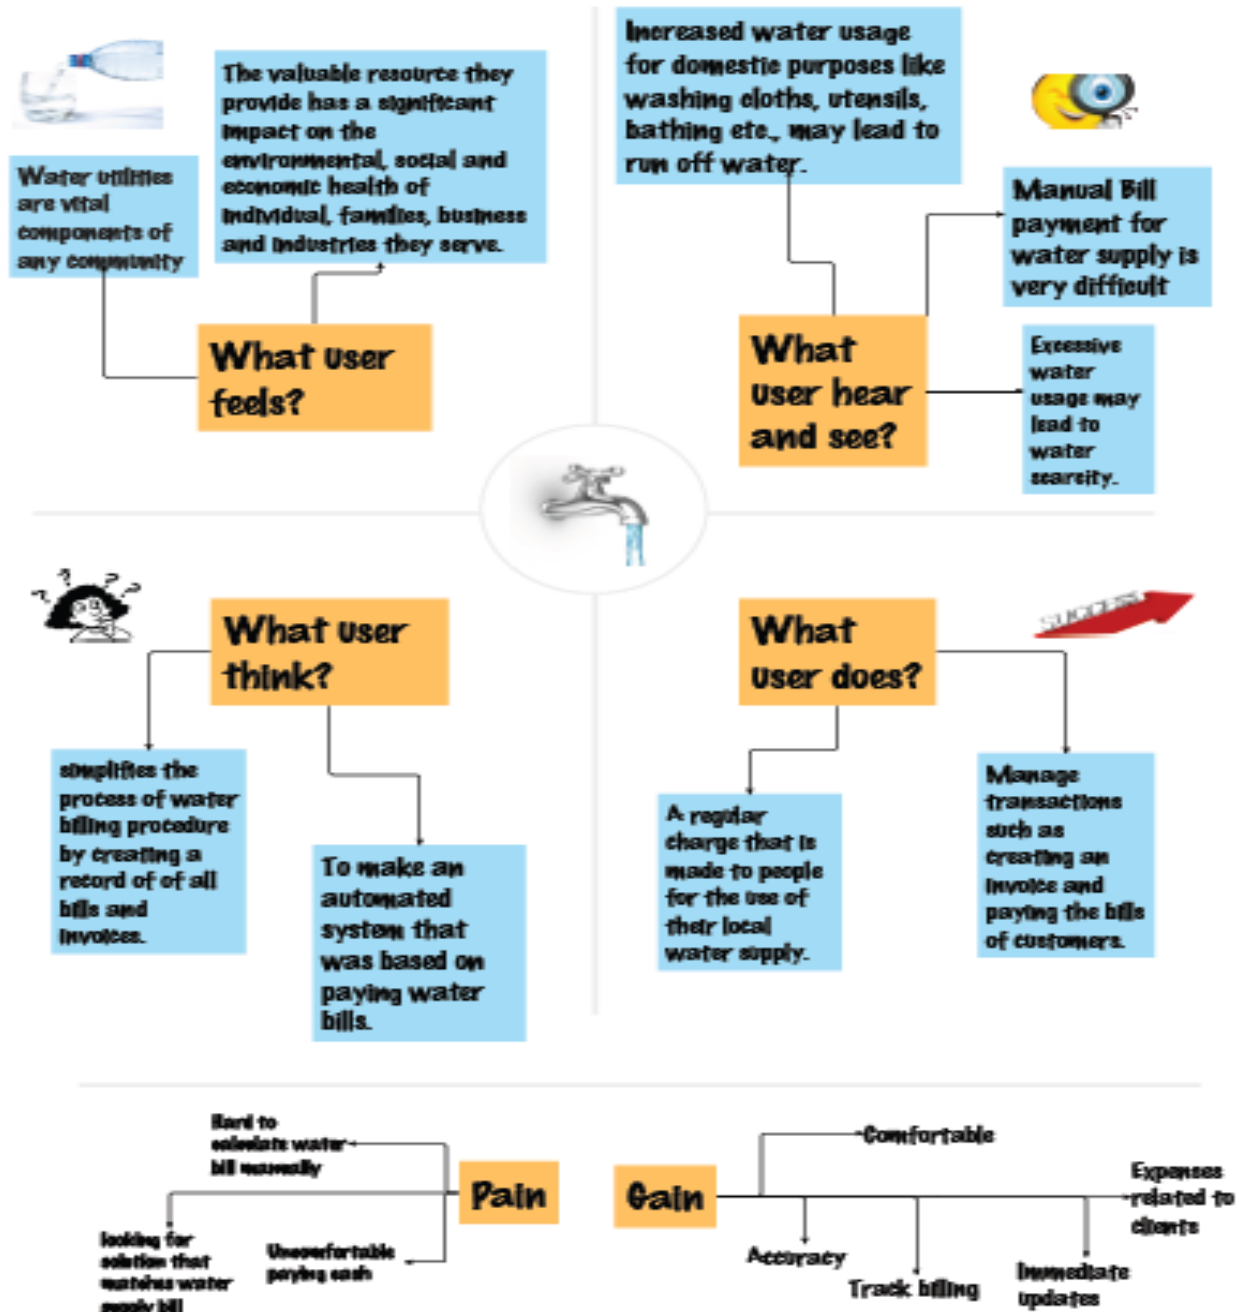 Water utilities
are vital
components of
any community
The valuable resource they
provide has a significant
impact on the
environmental, social and
economic health of
individual, families, business
and industries they serve.
What user
feels?
Increased water usage
for domestic purposes like
washing cloths, utensils,
bathing etc., may lead to
run off water.
Manual Bill
payment for
water supply is
very difficult
Excessive
water
usage may
lead to
water
scarcity.
What
user hear
and see?
What user
think?
simplifies the
process of water
billing procedure
by creating a
record of of all
bills and
invoices.
To make an
automated
system that
was based on
paying water
bills.
What
user does?
SUCCESS
A regular
charge that is
made to people
for the use of
their local
water supply.
Manage
transactions
such as
creating an
invoice and
paying the bills
of customers.
Pain
Hard to
calculate water
bill manually
looking for
solution that
matches water
supply bill
Uncomfortable
paying cash
Gain
Comfortable
Accuracy
Track billing
Immediate
updates
Expenses
related to
clients